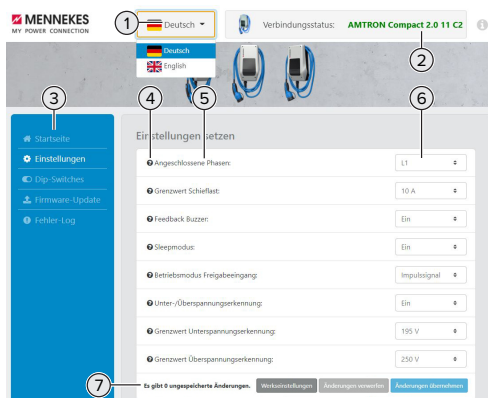 MENNEKES
MY POWER CONNECTION
1
Deutsch
Verbindungsstatus: AMTRON Compact 2.0 11 C2
Deutsch
English
2
3
4
5
6
Startseite
Einstellungen
Dip-Switches
Firmware-Update
Fehler-Log
Einstellungen setzen
Angeschlossene Phasen: L1
Grenzwert Schieflast: 10 A
Feedback Buzzer: Ein
Sleepmodus: Ein
Betriebsmodus Freigabeeingang: Impulssignal
Unter-/Überspannungserkennung: Ein
Grenzwert Unterspannungserkennung: 195 V
Grenzwert Überspannungserkennung: 250 V
7
Es gibt 0 ungespeicherte Änderungen. Werkseinstellungen Änderungen verwerfen Änderungen übernehmen